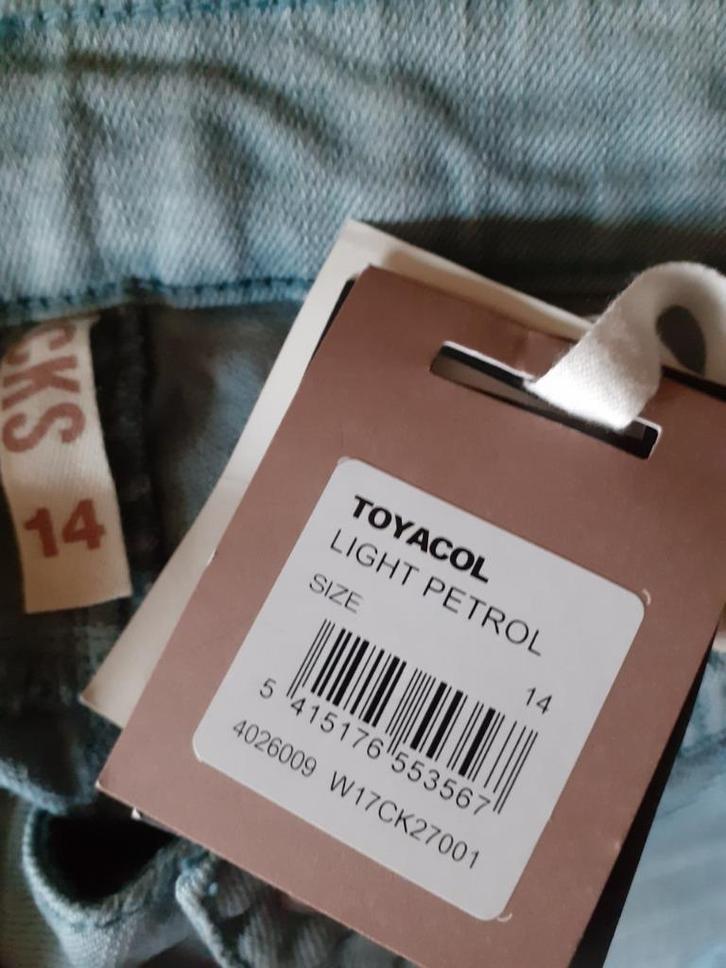 CKS
14
TOYACOL
LIGHT PETROL
SIZE
14
5 415176 553567
4026009 W17CK27001